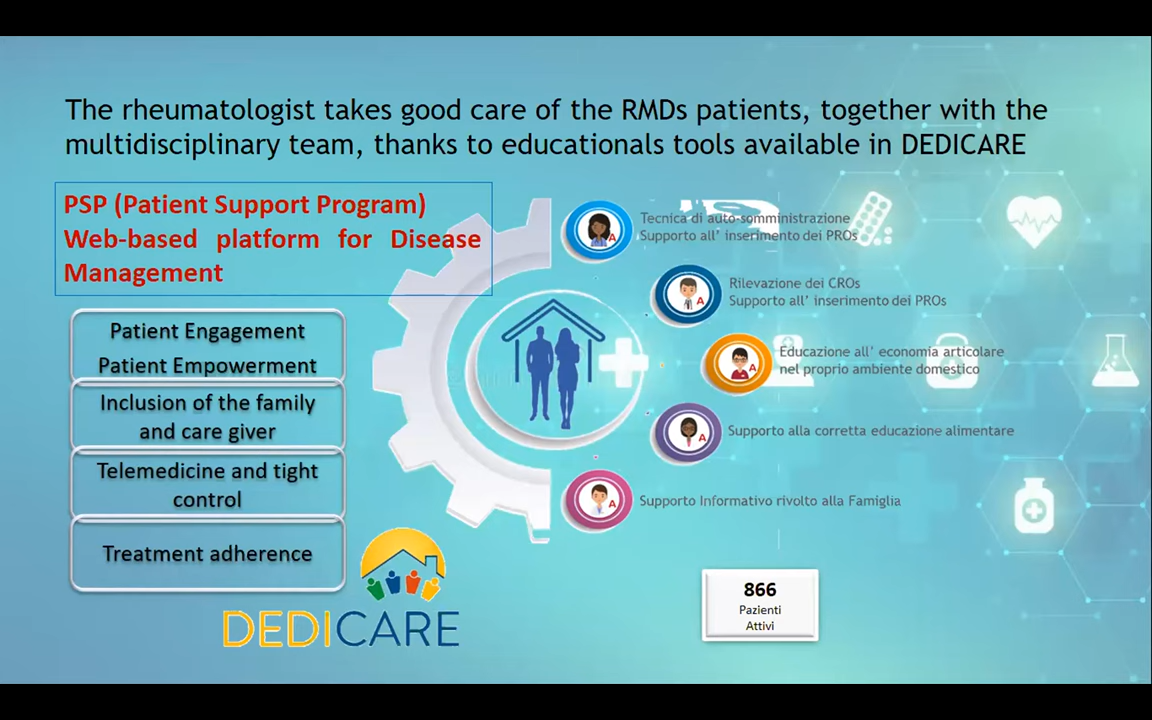 The rheumatologist takes good care of the RMDs patients, together with the
multidisciplinary team, thanks to educationals tools available in DEDICARE
PSP (Patient Support Program)
Web-based platform for Disease
Management
Patient Engagement
Patient Empowerment
Inclusion of the family
and care giver
Telemedicine and tight
control
Treatment adherence
Tecnica di auto-somministrazione
Supporto all' inserimento dei PROs
A
Rilevazione dei CROs
Supporto all' inserimento dei PROs
A
Educazione all' economia articolare
nel proprio ambiente domestico
A
Supporto alla corretta educazione alimentare
A
Supporto Informativo rivolto alla Famiglia
A
DEDICARE
866
Pazienti
Attivi